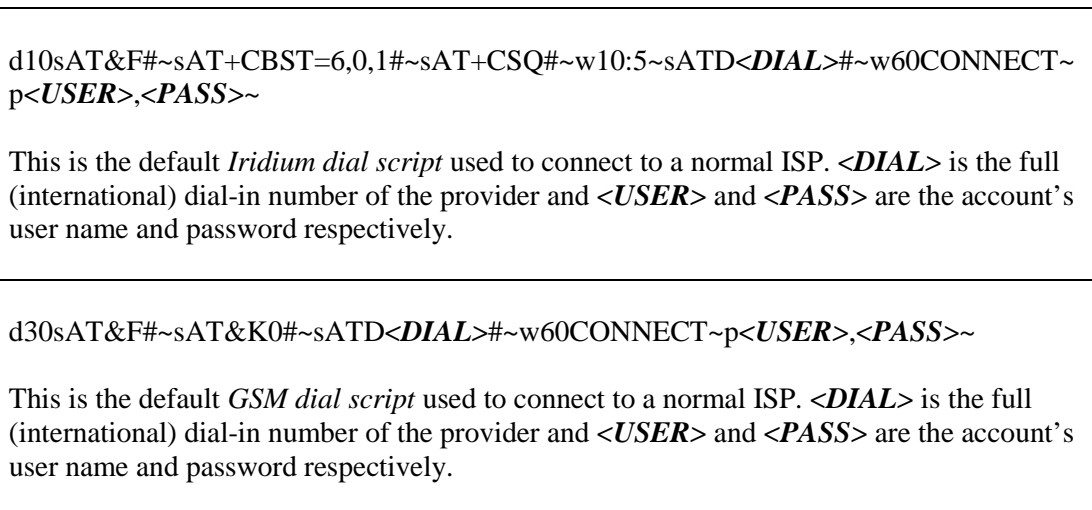 d10sAT&F#~sAT+CBST=6,0,1#~sAT+CSQ#~w10:5~sATD<DIAL>#~w60CONNECT~
p<USER>,<PASS>~
This is the default Iridium dial script used to connect to a normal ISP. <DIAL> is the full
(international) dial-in number of the provider and <USER> and <PASS> are the account’s
user name and password respectively.
d30sAT&F#~sAT&K0#~sATD<DIAL>#~w60CONNECT~p<USER>,<PASS>~
This is the default GSM dial script used to connect to a normal ISP. <DIAL> is the full
(international) dial-in number of the provider and <USER> and <PASS> are the account’s
user name and password respectively.